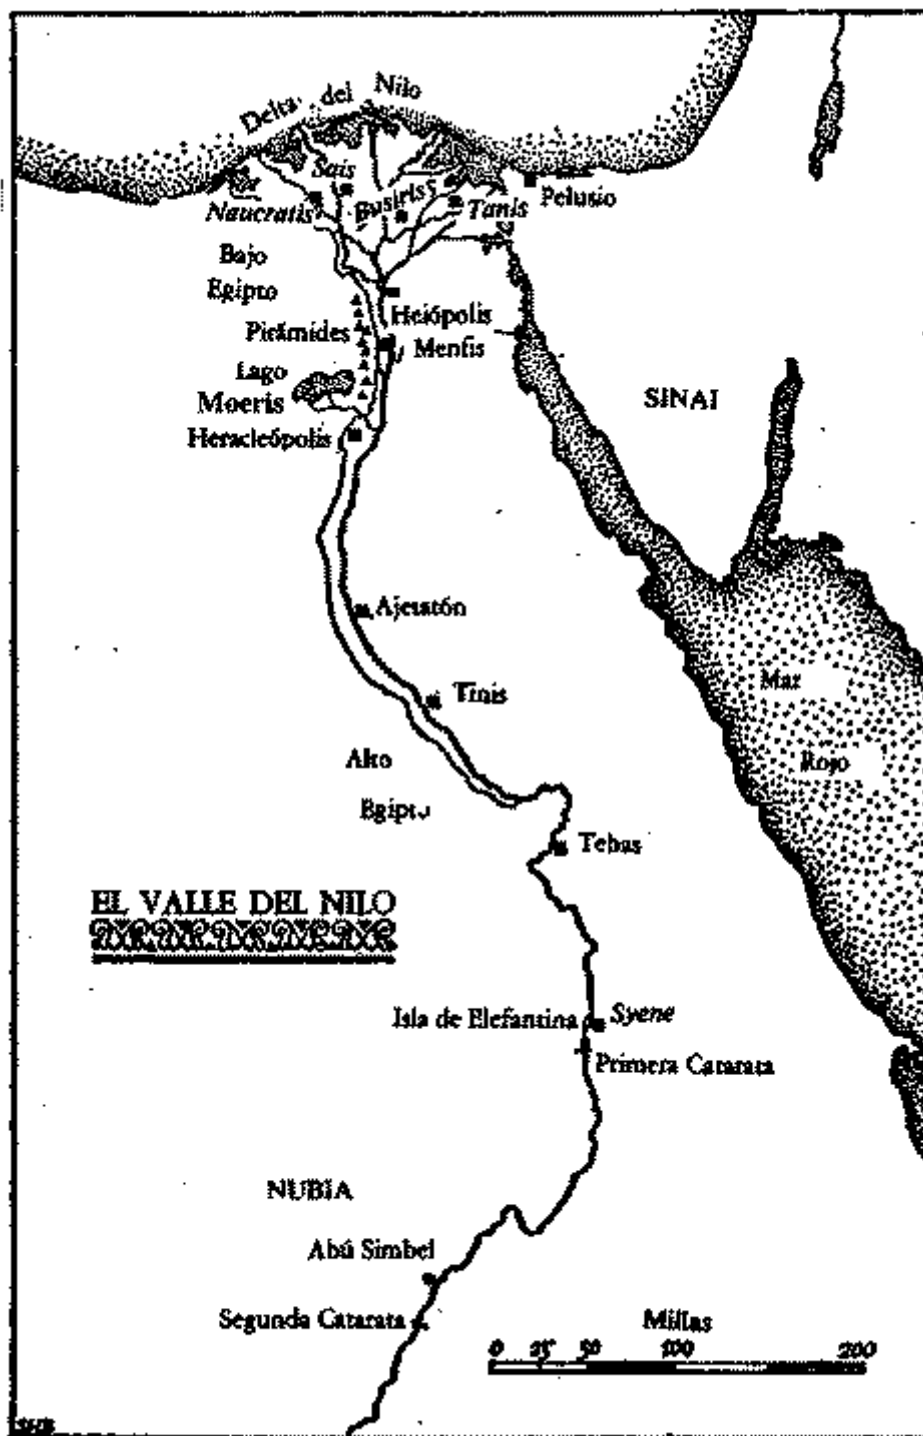 Delta del Nilo
Sais
Naucratis
Busiris
Tanis
Pelusio
Bajo
Egipto
Heiópolis
Pirámides
Menfis
Lago
Moeris
SINAI
Heracleópolis
Ajetatón
Tinis
Mar
Rojo
Alto
Egipto
Tebas
EL VALLE DEL NILO
Isla de Elefantina
Syene
Primera Catarata
NUBIA
Abú Simbel
Segunda Catarata
Millas
0 25 50 100 200